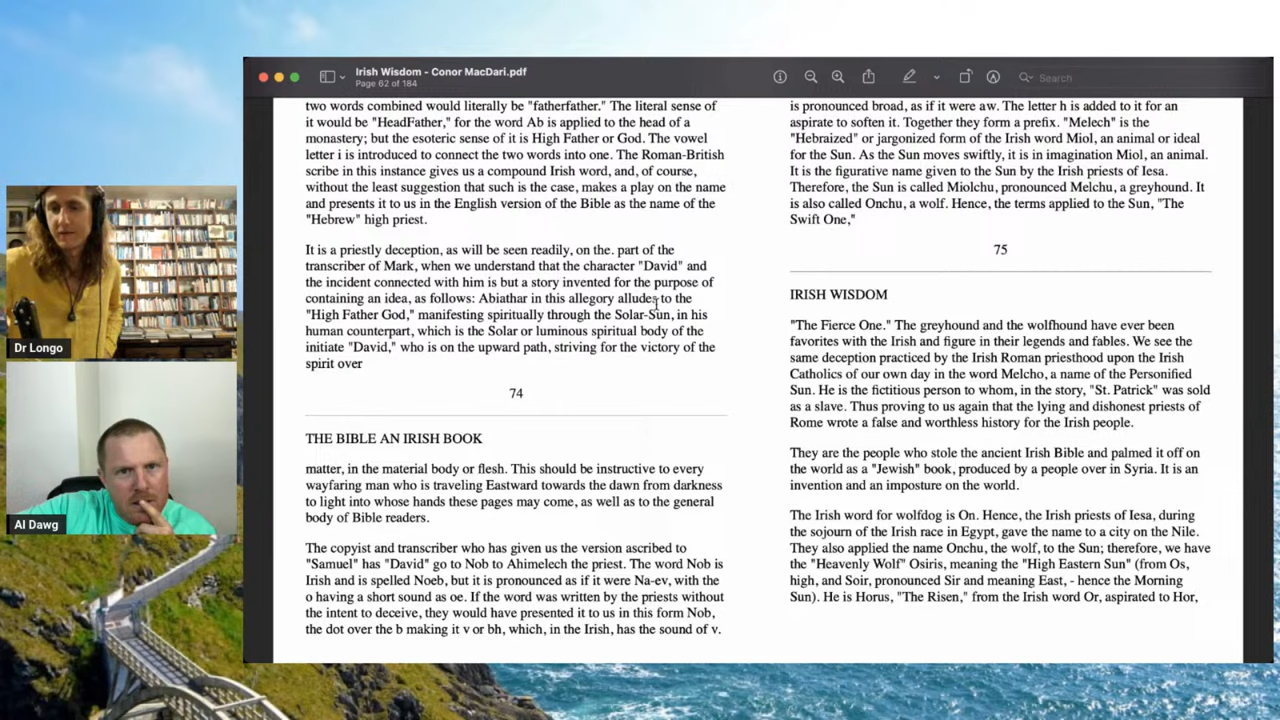 Irish Wisdom - Conor MacDari.pdf
Page 62 of 184
Search
two words combined would literally be "fatherfather." The literal sense of
it would be "HeadFather," for the word Ab is applied to the head of a
monastery; but the esoteric sense of it is High Father or God. The vowel
letter i is introduced to connect the two words into one. The Roman-British
scribe in this instance gives us a compound Irish word, and, of course,
without the least suggestion that such is the case, makes a play on the name
and presents it to us in the English version of the Bible as the name of the
"Hebrew" high priest.
It is a priestly deception, as will be seen readily, on the. part of the
transcriber of Mark, when we understand that the character "David" and
the incident connected with him is but a story invented for the purpose of
containing an idea, as follows: Abiathar in this allegory alludes to the
"High Father God," manifesting spiritually through the Solar-Sun, in his
human counterpart, which is the Solar or luminous spiritual body of the
initiate "David," who is on the upward path, striving for the victory of the
spirit over
74
THE BIBLE AN IRISH BOOK
matter, in the material body or flesh. This should be instructive to every
wayfaring man who is traveling Eastward towards the dawn from darkness
to light into whose hands these pages may come, as well as to the general
body of Bible readers.
The copyist and transcriber who has given us the version ascribed to
"Samuel" has "David" go to Nob to Ahimelech the priest. The word Nob is
Irish and is spelled Noeb, but it is pronounced as if it were Na-ev, with the
o having a short sound as oe. If the word was written by the priests without
the intent to deceive, they would have presented it to us in this form Nob,
the dot over the b making it v or bh, which, in the Irish, has the sound of v.
is pronounced broad, as if it were aw. The letter h is added to it for an
aspirate to soften it. Together they form a prefix. "Melech" is the
"Hebraized" or jargonized form of the Irish word Miol, an animal or ideal
for the Sun. As the Sun moves swiftly, it is in imagination Miol, an animal.
It is the figurative name given to the Sun by the Irish priests of Iesa.
Therefore, the Sun is called Miolchu, pronounced Melchu, a greyhound. It
is also called Onchu, a wolf. Hence, the terms applied to the Sun, "The
Swift One,"
75
IRISH WISDOM
"The Fierce One." The greyhound and the wolfhound have ever been
favorites with the Irish and figure in their legends and fables. We see the
same deception practiced by the Irish Roman priesthood upon the Irish
Catholics of our own day in the word Melcho, a name of the Personified
Sun. He is the fictitious person to whom, in the story, "St. Patrick" was sold
as a slave. Thus proving to us again that the lying and dishonest priests of
Rome wrote a false and worthless history for the Irish people.
They are the people who stole the ancient Irish Bible and palmed it off on
the world as a "Jewish" book, produced by a people over in Syria. It is an
invention and an imposture on the world.
The Irish word for wolfdog is On. Hence, the Irish priests of Iesa, during
the sojourn of the Irish race in Egypt, gave the name to a city on the Nile.
They also applied the name Onchu, the wolf, to the Sun; therefore, we have
the "Heavenly Wolf" Osiris, meaning the "High Eastern Sun" (from Os,
high, and Soir, pronounced Sir and meaning East, - hence the Morning
Sun). He is Horus, "The Risen," from the Irish word Or, aspirated to Hor,
Dr Longo
Al Dawg